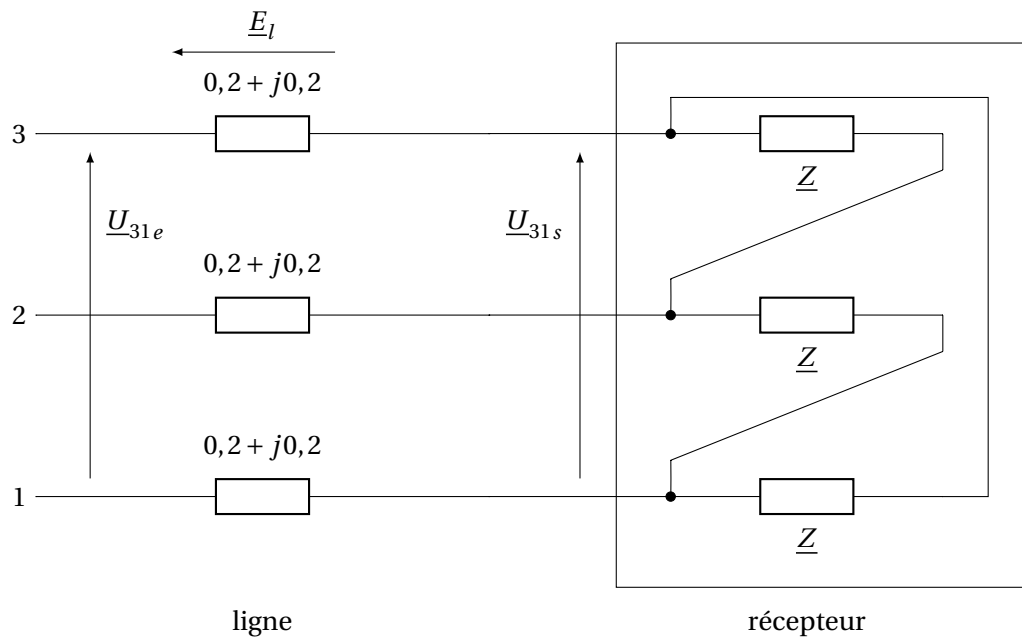 E_l
0,2 + j0,2
3
Z
U_31e
U_31s
0,2 + j0,2
2
Z
0,2 + j0,2
1
Z
ligne récepteur